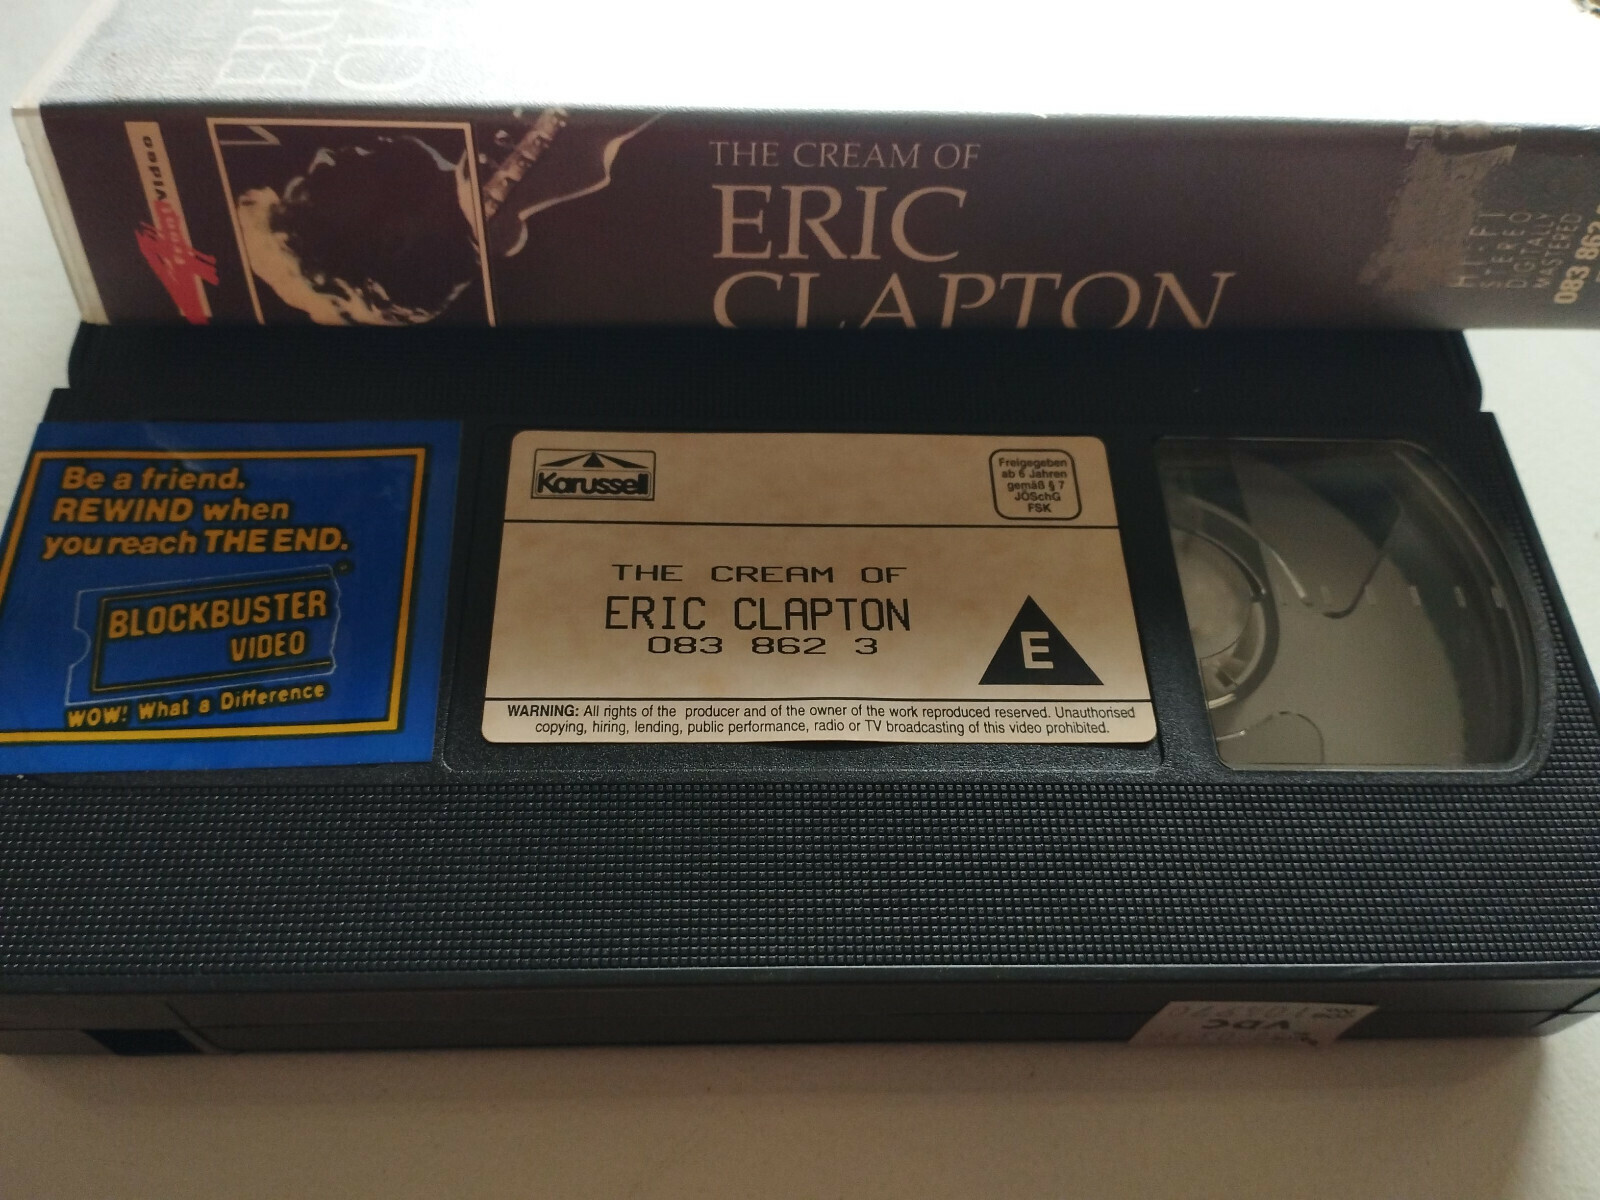 ERIC
Video
THE CREAM OF
ERIC
CLAPTON
HI-FI
STEREO
DIGITALLY
MASTERED
083 862
Be a friend.
REWIND when
you reach THE END.
BLOCKBUSTER
VIDEO
WOW! What a Difference
Karussell
Freigegeben
ab 6 Jahren
gemäß § 7
JÖSchG
FSK
THE CREAM OF
ERIC CLAPTON
083 862 3
E
WARNING: All rights of the producer and of the owner of the work reproduced reserved. Unauthorised
copying, hiring, lending, public performance, radio or TV broadcasting of this video prohibited.
VDC